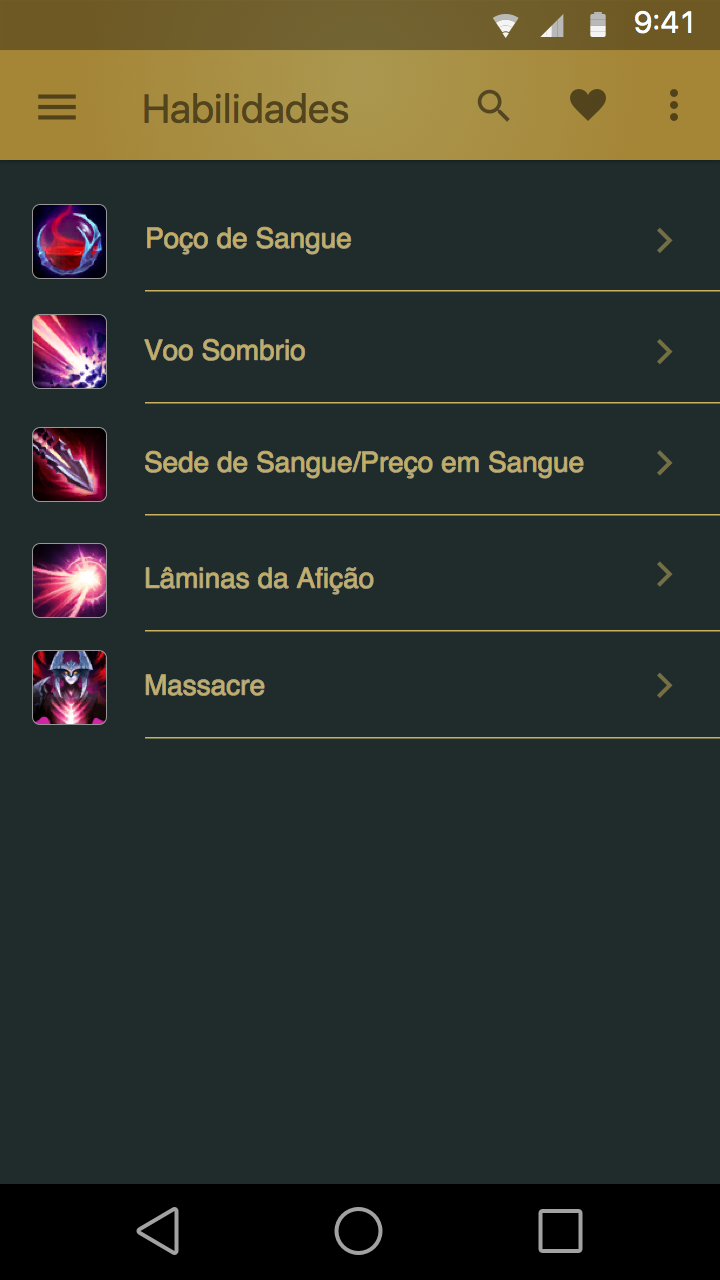 9:41
Habilidades
Poço de Sangue
Voo Sombrio
Sede de Sangue/Preço em Sangue
Lâminas da Afição
Massacre